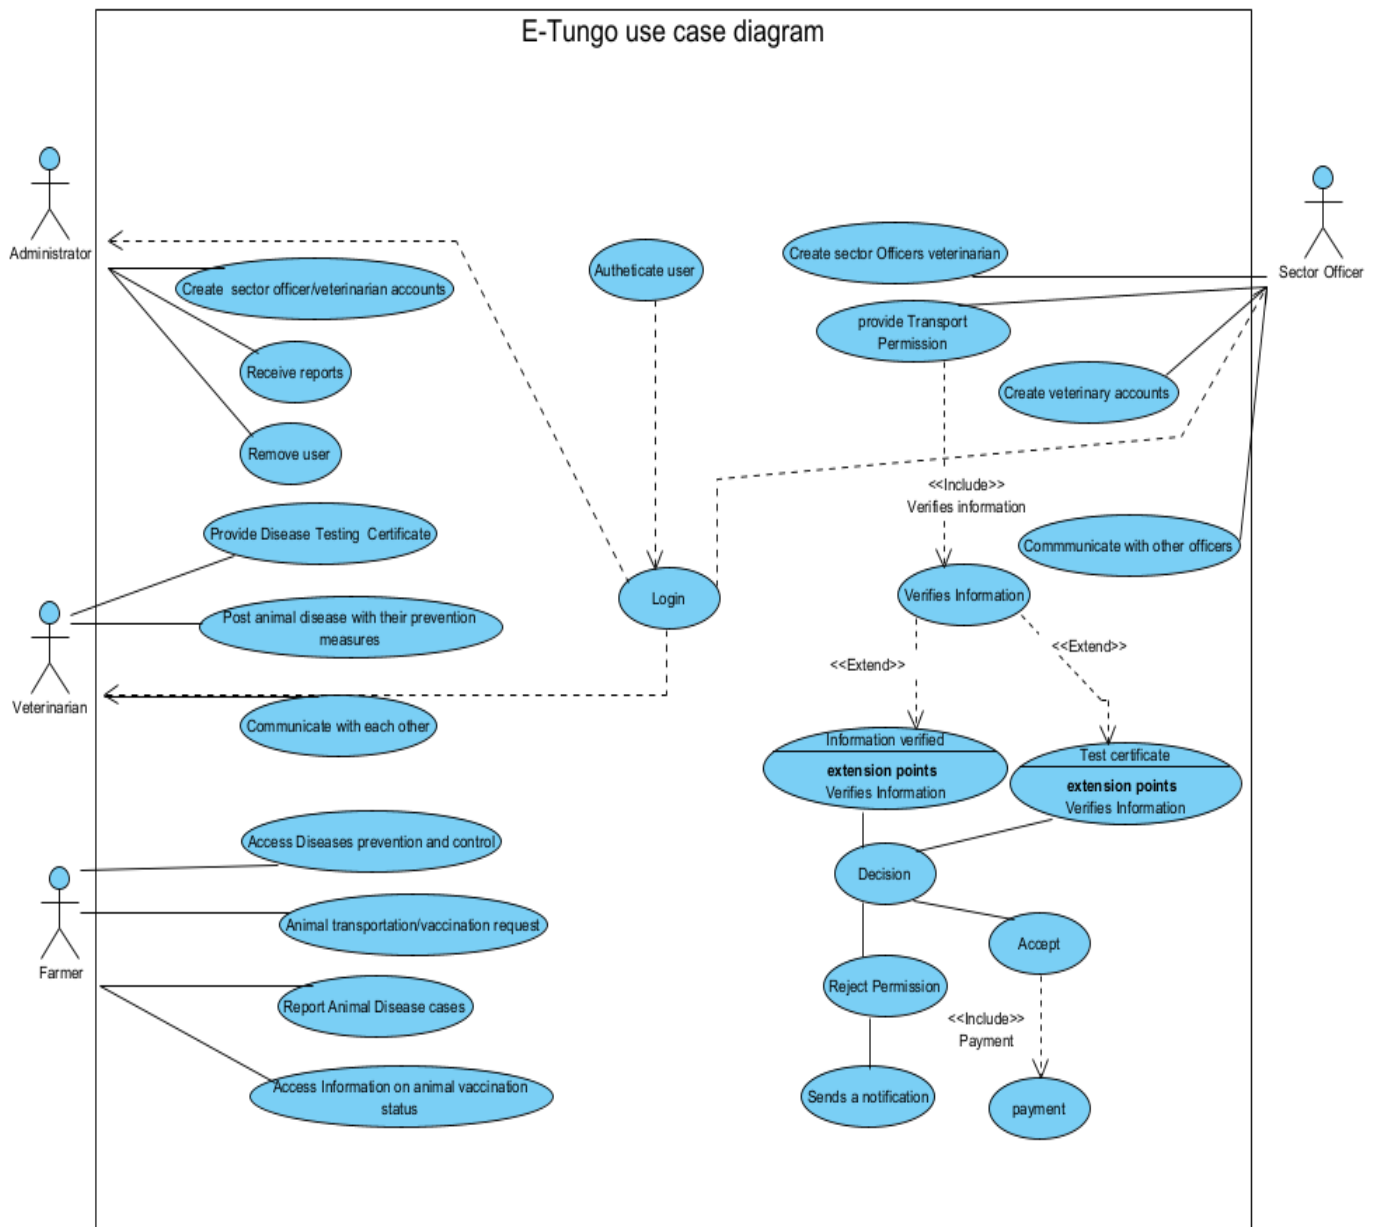 E-Tungo use case diagram
Administrator
Sector Officer
Create  sector officer/veterinarian accounts
Receive reports
Remove user
Autheticate user
Create sector Officers veterinarian
provide Transport
Permission
Create veterinary accounts
<<Include>>
Verifies information
Commmunicate with other officers
Provide Disease Testing  Certificate
Post animal disease with their prevention
measures
Veterinarian
Communicate with each other
Login
Verifies Information
<<Extend>>
<<Extend>>
Information verified
extension points
Verifies Information
Test certificate
extension points
Verifies Information
Access Diseases prevention and control
Farmer
Animal transportation/vaccination request
Report Animal Disease cases
Access Information on animal vaccination
status
Decision
Accept
Reject Permission
<<Include>>
Payment
Sends a notification
payment